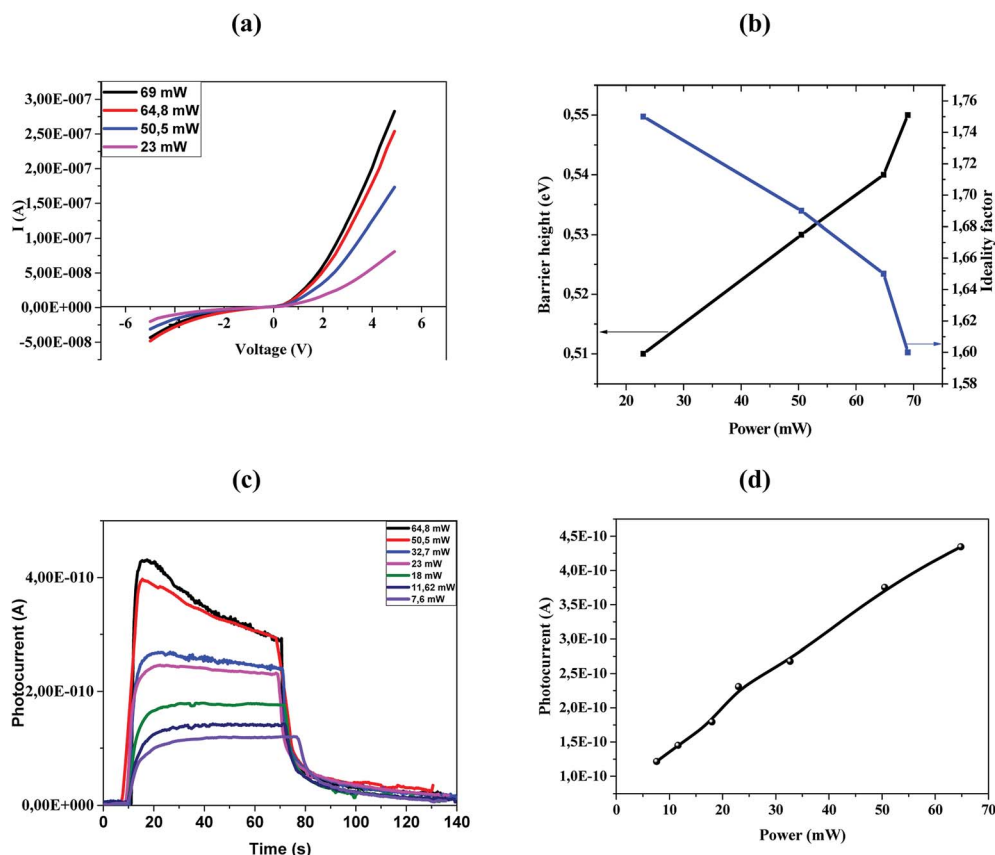 (a)
69 mW
64,8 mW
50,5 mW
23 mW
3,00E-007
2,50E-007
2,00E-007
1,50E-007
1,00E-007
5,00E-008
0,00E+000
-5,00E-008
I (A)
-6 -4 -2 0 2 4 6
Voltage (V)
(b)
0,55
0,54
0,53
0,52
0,51
Barrier height (eV)
1,76
1,74
1,72
1,70
1,68
1,66
1,64
1,62
1,60
1,58
Ideality factor
20 30 40 50 60 70
Power (mW)
(c)
64,8 mW
50,5 mW
32,7 mW
23 mW
18 mW
11,62 mW
7,6 mW
4,00E-010
2,00E-010
0,00E+000
Photocurrent (A)
0 20 40 60 80 100 120 140
Time (s)
(d)
4,5E-10
4,0E-10
3,5E-10
3,0E-10
2,5E-10
2,0E-10
1,5E-10
1,0E-10
Photocurrent (A)
0 10 20 30 40 50 60 70
Power (mW)